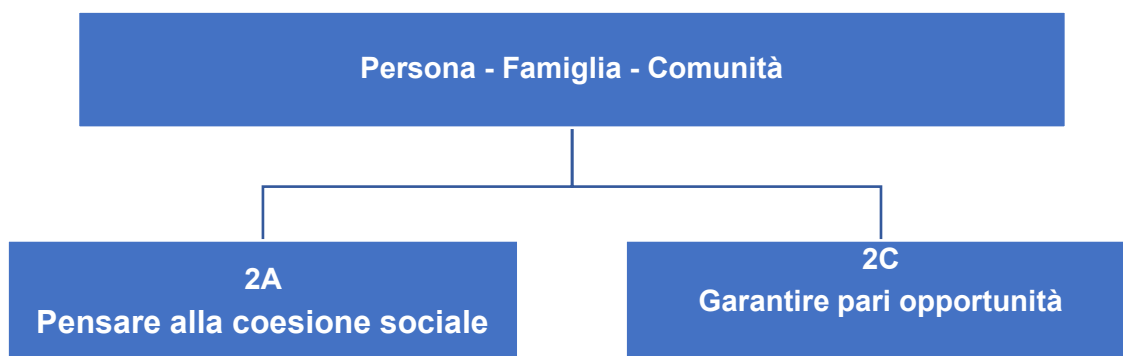 Persona - Famiglia - Comunità
2A
Pensare alla coesione sociale
2C
Garantire pari opportunità